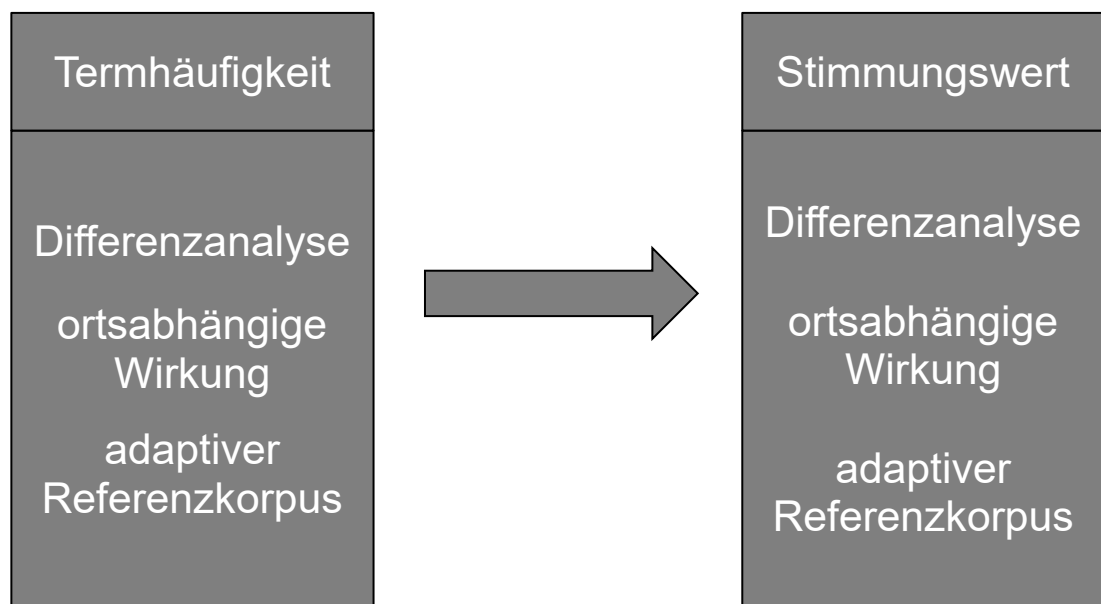 Termhäufigkeit
Differenzanalyse
ortsabhängige
Wirkung
adaptiver
Referenzkorpus
Stimmungswert
Differenzanalyse
ortsabhängige
Wirkung
adaptiver
Referenzkorpus